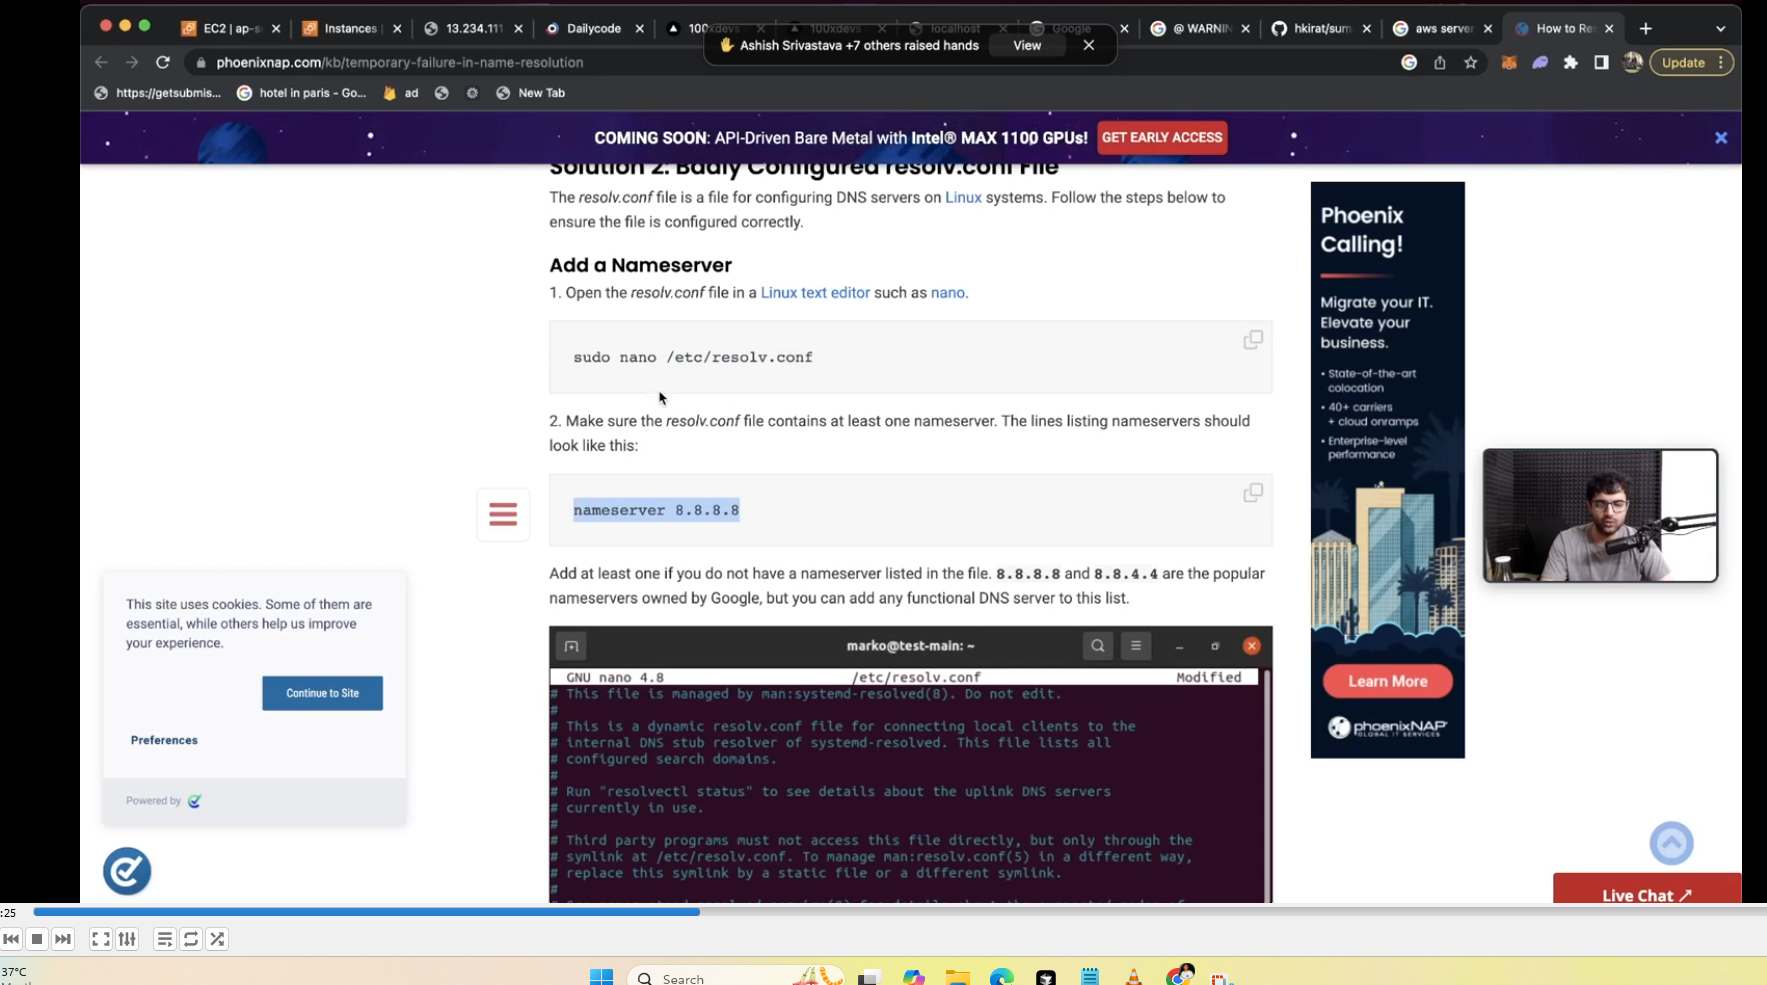 EC2 | ap-s
Instances |
13.234.111
Dailycode
100xdevs
100xdevs
localhost
Google
@ WARNIN
hkirat/sum
aws server
How to Re
Ashish Srivastava +7 others raised hands
View
phoenixnap.com/kb/temporary-failure-in-name-resolution
Update
https://getsubmis...
hotel in paris - Go...
ad
New Tab
COMING SOON: API-Driven Bare Metal with Intel® MAX 1100 GPUs!
GET EARLY ACCESS
Solution 2: Badly Configured resolv.conf File
The resolv.conf file is a file for configuring DNS servers on Linux systems. Follow the steps below to
ensure the file is configured correctly.
Add a Nameserver
1. Open the resolv.conf file in a Linux text editor such as nano.
sudo nano /etc/resolv.conf
2. Make sure the resolv.conf file contains at least one nameserver. The lines listing nameservers should
look like this:
nameserver 8.8.8.8
Add at least one if you do not have a nameserver listed in the file. 8.8.8.8 and 8.8.4.4 are the popular
nameservers owned by Google, but you can add any functional DNS server to this list.
marko@test-main: ~
GNU nano 4.8 /etc/resolv.conf Modified
# This file is managed by man:systemd-resolved(8). Do not edit.
#
# This is a dynamic resolv.conf file for connecting local clients to the
# internal DNS stub resolver of systemd-resolved. This file lists all
# configured search domains.
#
# Run "resolvectl status" to see details about the uplink DNS servers
# currently in use.
#
# Third party programs must not access this file directly, but only through the
# symlink at /etc/resolv.conf. To manage man:resolv.conf(5) in a different way,
# replace this symlink by a static file or a different symlink.
#
This site uses cookies. Some of them are
essential, while others help us improve
your experience.
Continue to Site
Preferences
Powered by
Phoenix
Calling!
Migrate your IT.
Elevate your
business.
• State-of-the-art
colocation
• 40+ carriers
+ cloud onramps
• Enterprise-level
performance
Learn More
phoenixNAP
GLOBAL IT SERVICES
Live Chat
:25
37°C
Search